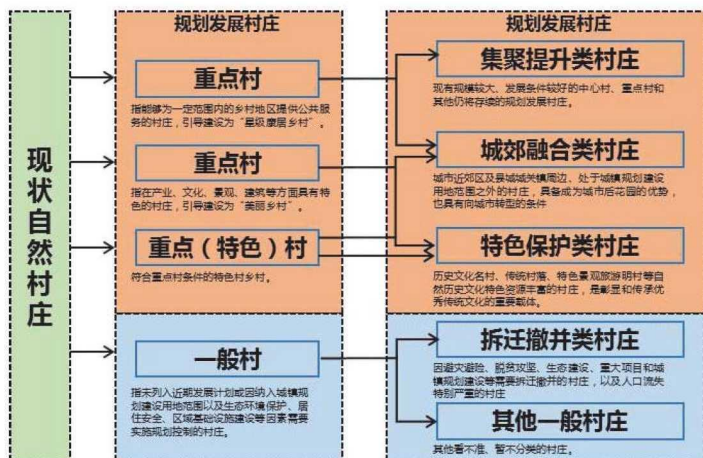 现状自然村庄
规划发展村庄
重点村
指能够为一定范围内的乡村地区提供公共服
务的村庄，引导建设为“星级康居乡村”。
重点村
指在产业、文化、景观、建筑等方面具有特
色的村庄，引导建设为“美丽乡村”。
重点（特色）村
符合重点村条件的特色村乡村。
一般村
指未列入近期发展计划或因纳入城镇规
划建设用地范围以及生态环境保护、居
住安全、区域基础设施建设等因素需要
实施规划控制的村庄。
规划发展村庄
集聚提升类村庄
现有规模较大、发展条件较好的中心村、重点村和
其他仍将存续的规划发展村庄。
城郊融合类村庄
城市近郊区及县城城关镇周边、处于城镇规划建设
用地范围之外的村庄，具备成为城市后花园的优势，
也具有向城市转型的条件
特色保护类村庄
历史文化名村、传统村落、特色景观旅游明村等自
然历史文化特色资源丰富的村庄，是彰显和传承优
秀传统文化的重要载体。
拆迁撤并类村庄
因避灾避险、脱贫攻坚、生态建设、重大项目和城
镇规划建设等需要拆迁撤并的村庄，以及人口流失
特别严重的村庄
其他一般村庄
其他看不准、暂不分类的村庄。